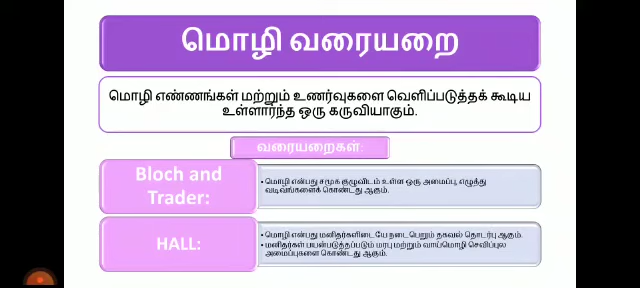 மொழி வரையறை
மொழி எண்ணங்கள் மற்றும் உணர்வுகளை வெளிப்படுத்தக் கூடிய
உள்ளார்ந்த ஒரு கருவியாகும்.
வரையறைகள்:
Bloch and
Trader:
• மொழி என்பது சமூக குழுவிடம் உள்ள ஒரு அமைப்பு, எழுத்து
வடிவங்களைக் கொண்டது ஆகும்.
HALL:
• மொழி என்பது மனிதர்களிடையே நடைபெறும் தகவல் தொடர்பு ஆகும்.
• மனிதர்கள் பயன்படுத்தப்படும் மரபு மற்றும் வாய்மொழி செவிப்புல
அமைப்புகளை கொண்டது ஆகும்.